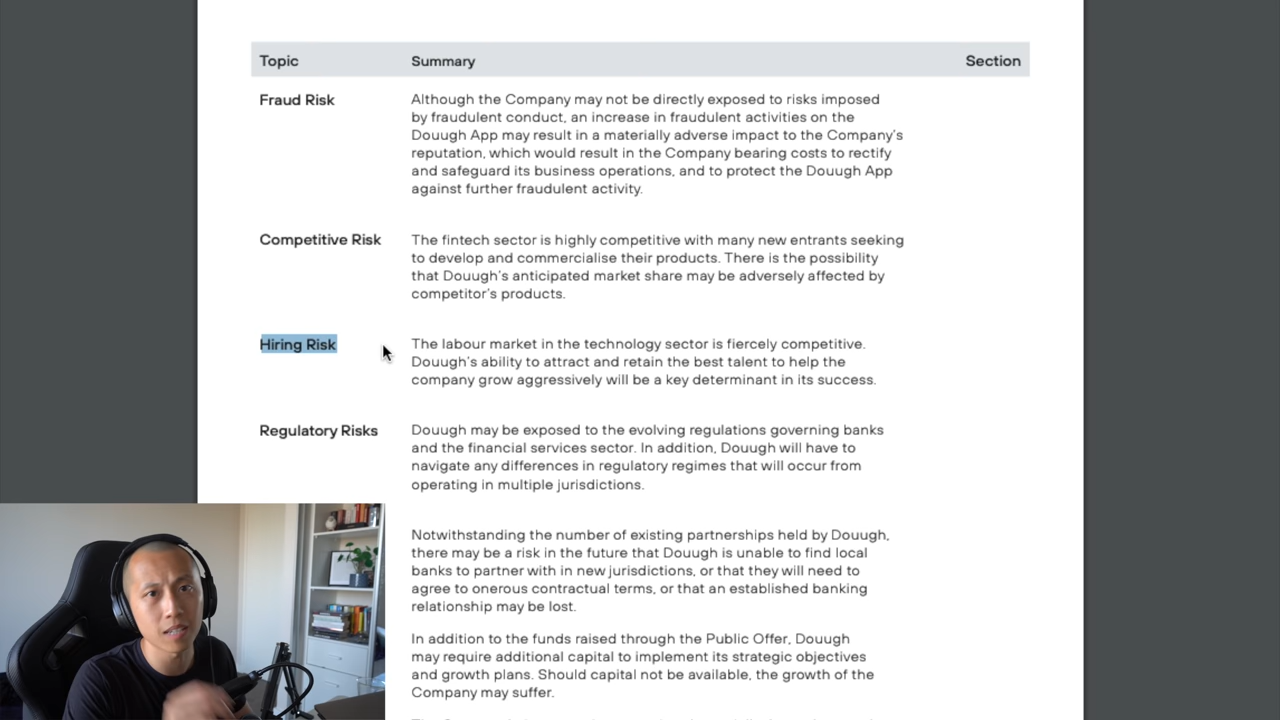 Topic Summary Section
Fraud Risk
Although the Company may not be directly exposed to risks imposed
by fraudulent conduct, an increase in fraudulent activities on the
Douugh App may result in a materially adverse impact to the Company's
reputation, which would result in the Company bearing costs to rectify
and safeguard its business operations, and to protect the Douugh App
against further fraudulent activity.
Competitive Risk
The fintech sector is highly competitive with many new entrants seeking
to develop and commercialise their products. There is the possibility
that Douugh's anticipated market share may be adversely affected by
competitor's products.
Hiring Risk
The labour market in the technology sector is fiercely competitive.
Douugh's ability to attract and retain the best talent to help the
company grow aggressively will be a key determinant in its success.
Regulatory Risks
Douugh may be exposed to the evolving regulations governing banks
and the financial services sector. In addition, Douugh will have to
navigate any differences in regulatory regimes that will occur from
operating in multiple jurisdictions.
Notwithstanding the number of existing partnerships held by Douugh,
there may be a risk in the future that Douugh is unable to find local
banks to partner with in new jurisdictions, or that they will need to
agree to onerous contractual terms, or that an established banking
relationship may be lost.
In addition to the funds raised through the Public Offer, Douugh
may require additional capital to implement its strategic objectives
and growth plans. Should capital not be available, the growth of the
Company may suffer.